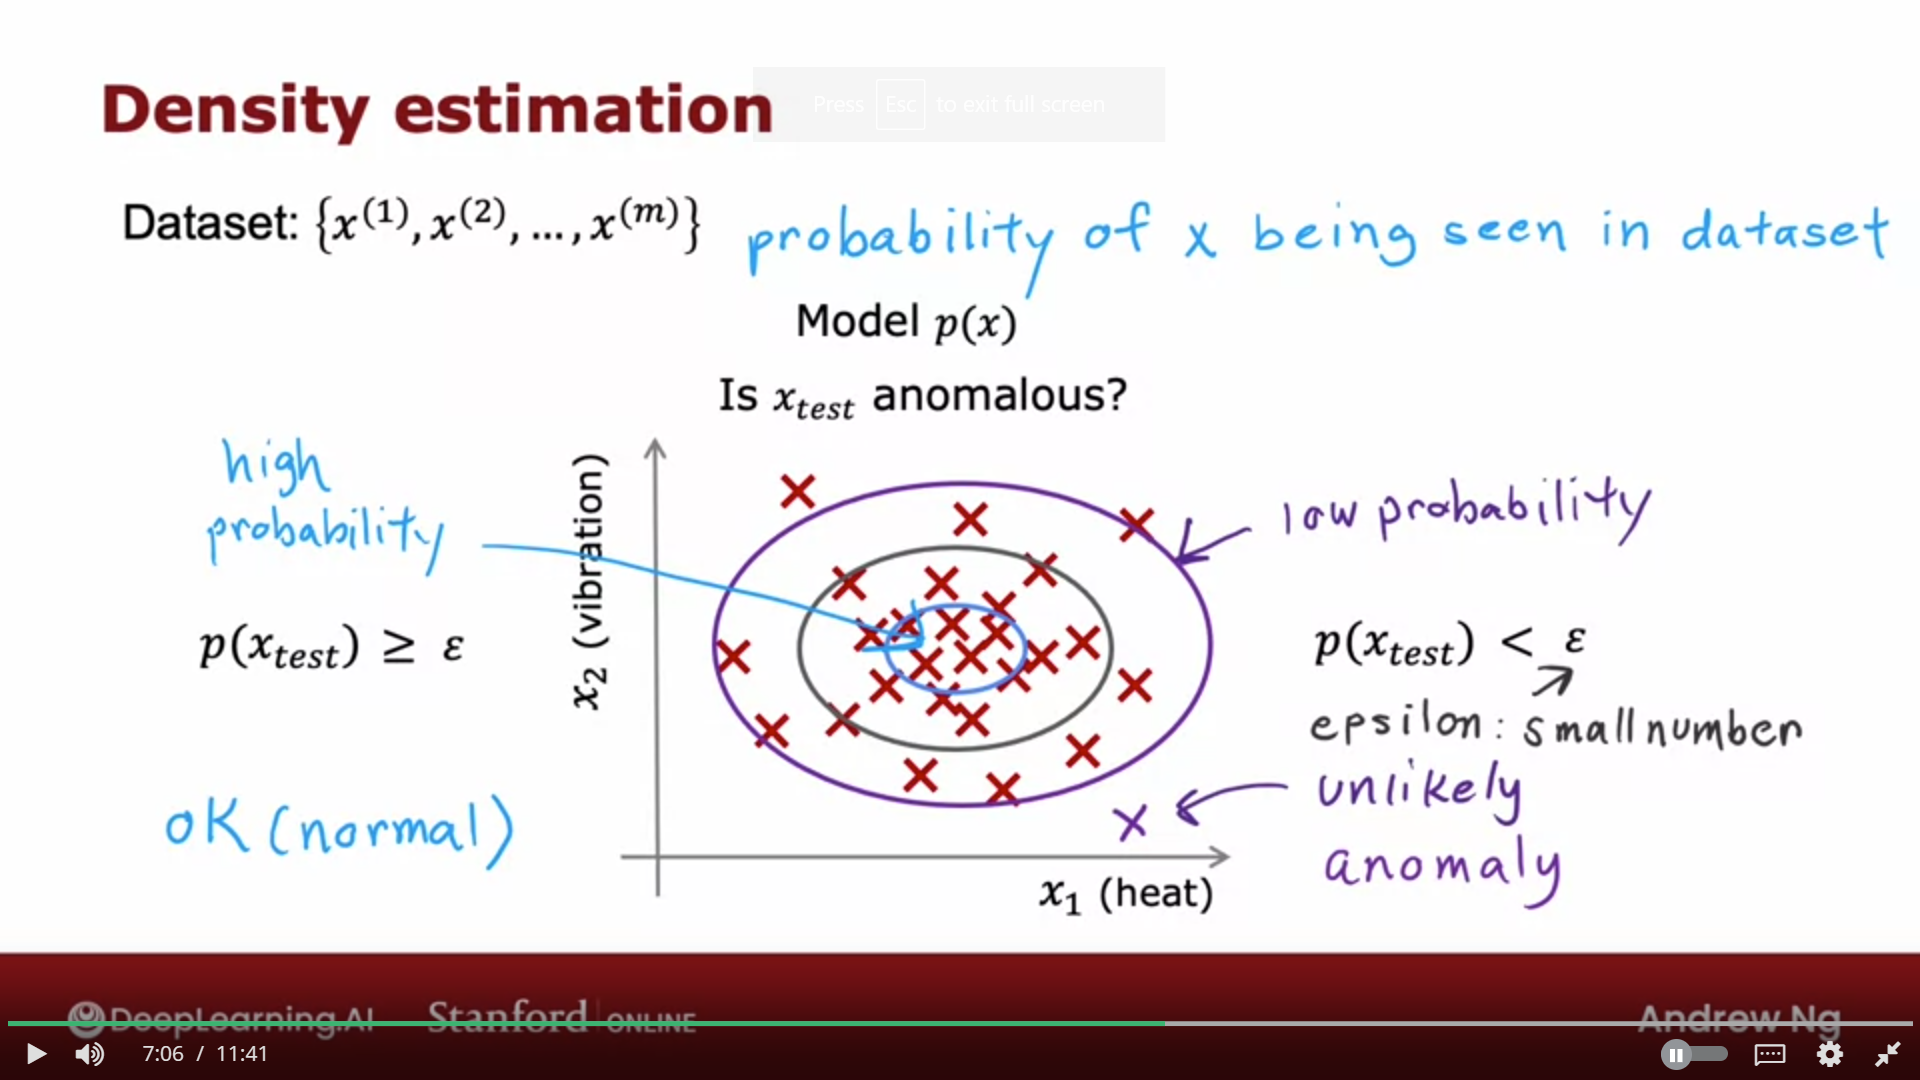 Press Esc to exit full screen
Density estimation
Dataset: {x^(1), x^(2), ..., x^(m)}
probability of x being seen in dataset
Model p(x)
Is x_test anomalous?
high
probability
p(x_test) ≥ ε
ok (normal)
x_2 (vibration)
x_1 (heat)
low probability
p(x_test) < ε
epsilon: small number
unlikely
anomaly
DeepLearning.AI Stanford ONLINE Andrew Ng
7:06 / 11:41